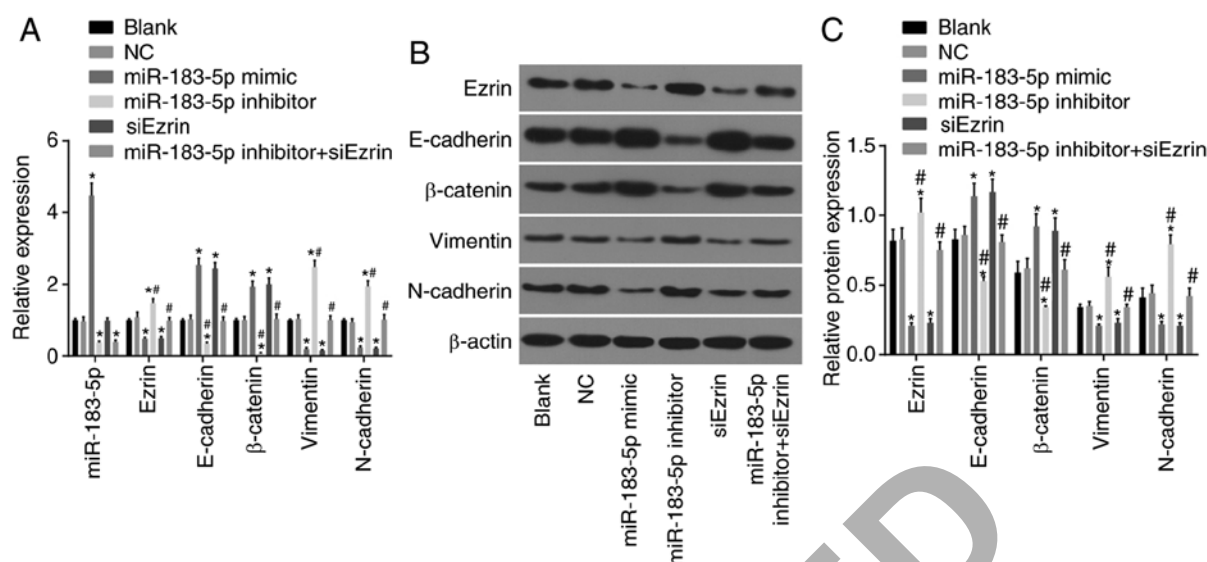 A
Blank
NC
miR-183-5p mimic
miR-183-5p inhibitor
siEzrin
miR-183-5p inhibitor+siEzrin
Relative expression
6
4
2
0
* * * *# * * * *# * * # * #* * # * *# * # * *# * #
miR-183-5p
Ezrin
E-cadherin
β-catenin
Vimentin
N-cadherin
B
Ezrin
E-cadherin
β-catenin
Vimentin
N-cadherin
β-actin
Blank
NC
miR-183-5p mimic
miR-183-5p inhibitor
siEzrin
miR-183-5p
inhibitor+siEzrin
C
Blank
NC
miR-183-5p mimic
miR-183-5p inhibitor
siEzrin
miR-183-5p inhibitor+siEzrin
Relative protein expression
1.5
1.0
0.5
0.0
* #* * # * #* * # * #* * # * #* * # * #* * #
Ezrin
E-cadherin
β-catenin
Vimentin
N-cadherin